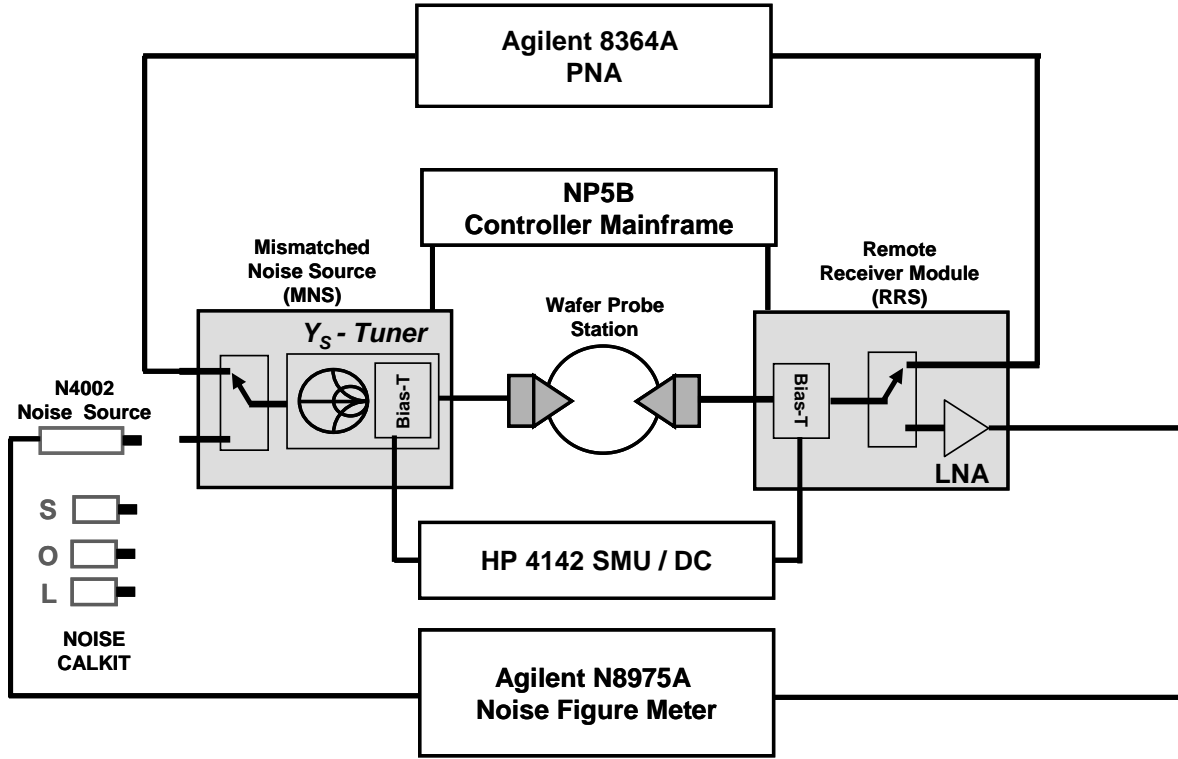 Agilent 8364A
PNA
NP5B
Controller Mainframe
Mismatched
Noise Source
(MNS)
Remote
Receiver Module
(RRS)
Wafer Probe
Station
Y_S - Tuner
Bias-T
Bias-T
LNA
N4002
Noise Source
S
O
L
NOISE
CALKIT
HP 4142 SMU / DC
Agilent N8975A
Noise Figure Meter